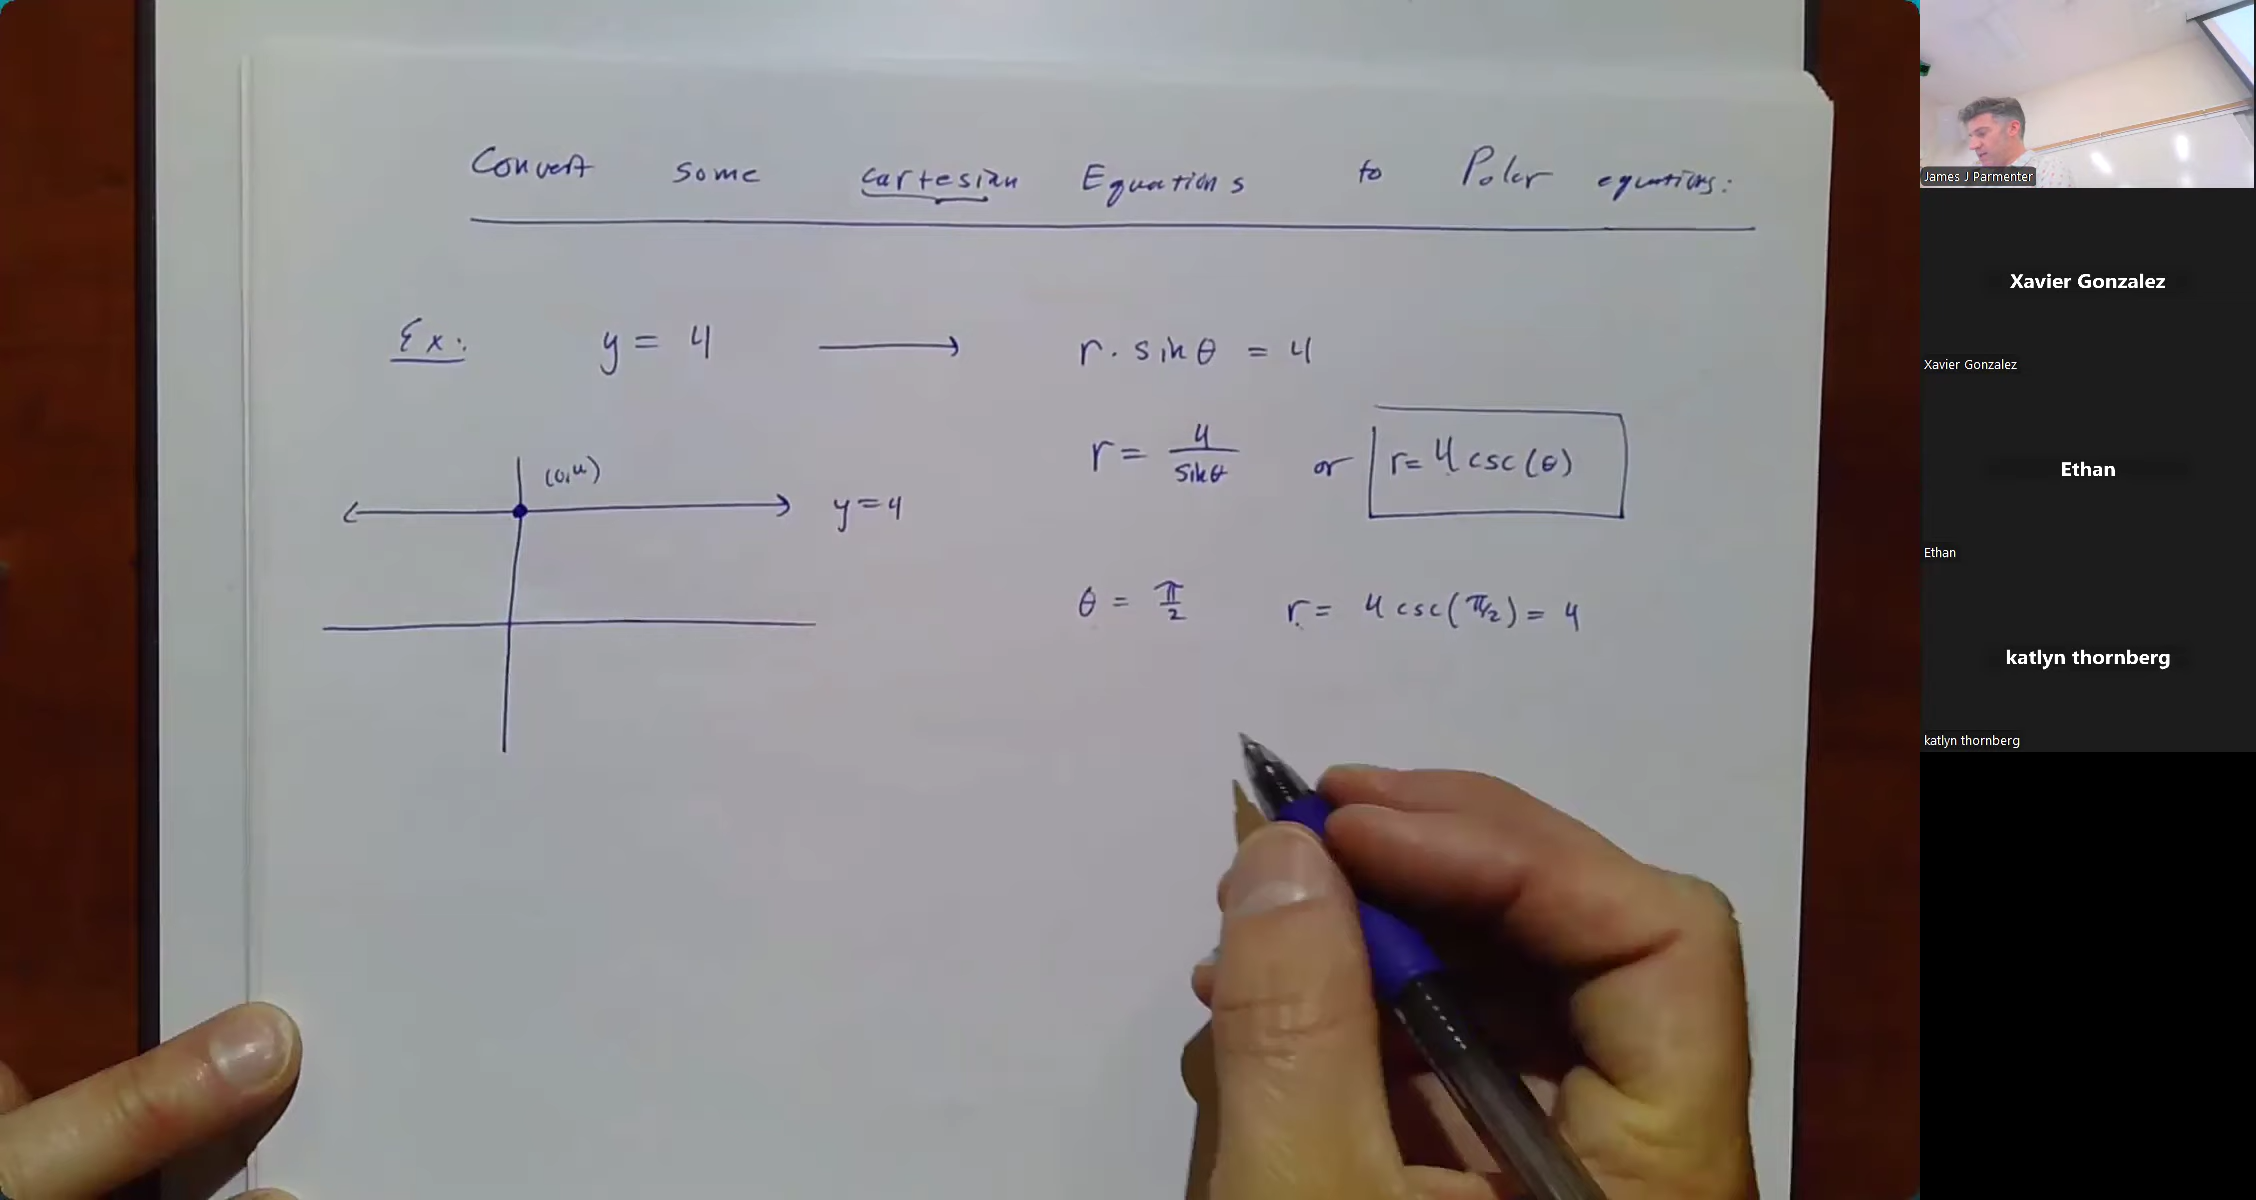 Convert some Cartesian Equations to Polar equations:
Ex: y = 4 → r · sin θ = 4
r = 4/sin θ or r = 4 csc(θ)
(0,4)
y = 4
θ = π/2 r = 4 csc(π/2) = 4
James J Parmenter
Xavier Gonzalez
Xavier Gonzalez
Ethan
Ethan
katlyn thornberg
katlyn thornberg